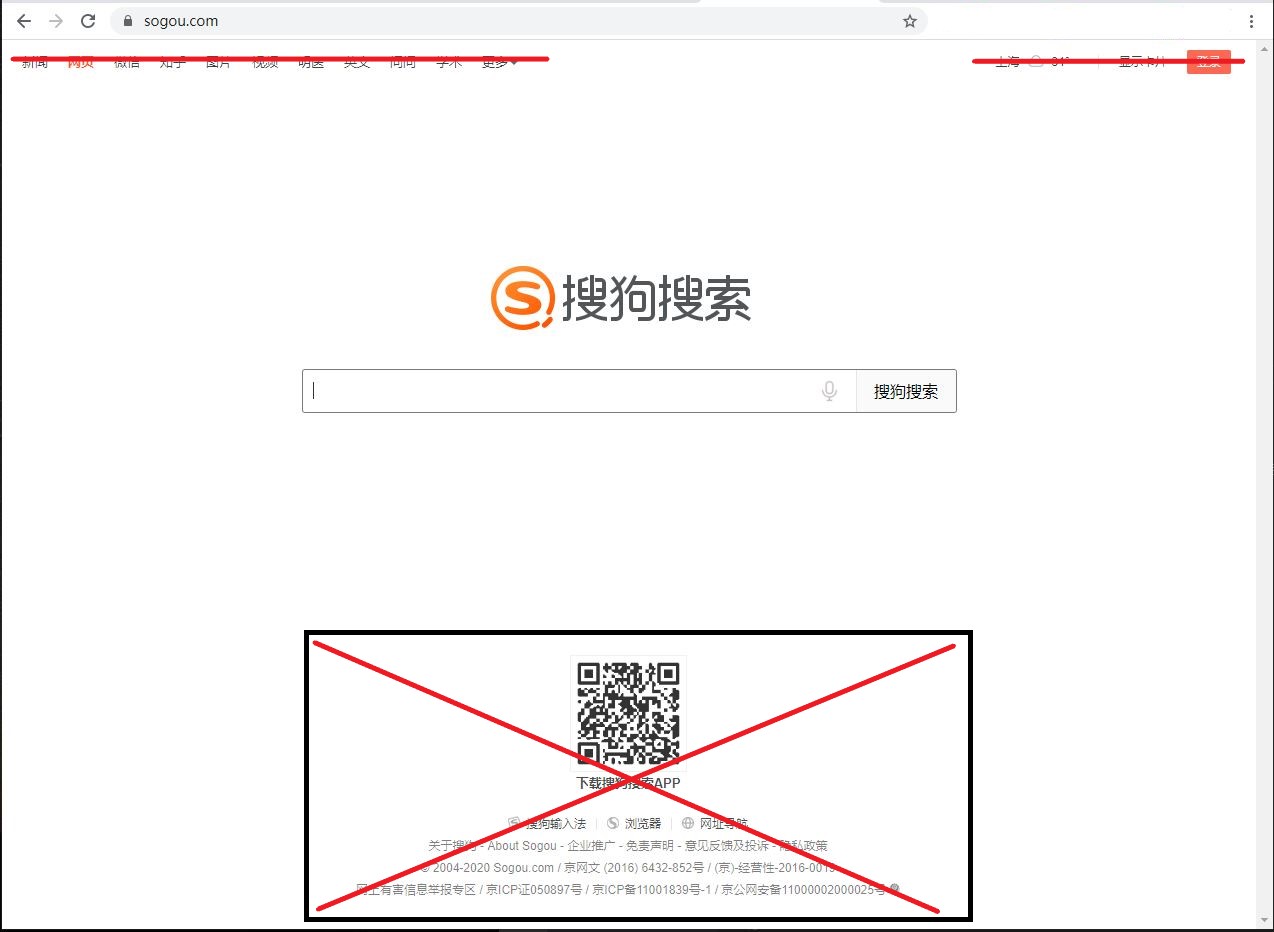 sogou.com
新闻 网页 微信 知乎 图片 视频 明医 英文 问问 学术 更多
上海 31° 显示卡片 登录
搜狗搜索
搜狗搜索
下载搜狗搜索APP
搜狗输入法 浏览器 网址导航
关于搜狗 - About Sogou - 企业推广 - 免责声明 - 意见反馈及投诉 - 隐私政策
© 2004-2020 Sogou.com / 京网文 (2016) 6432-852号 / (京)-经营性-2016-0019
网上有害信息举报专区 / 京ICP证050897号 / 京ICP备11001839号-1 / 京公网安备11000002000025号